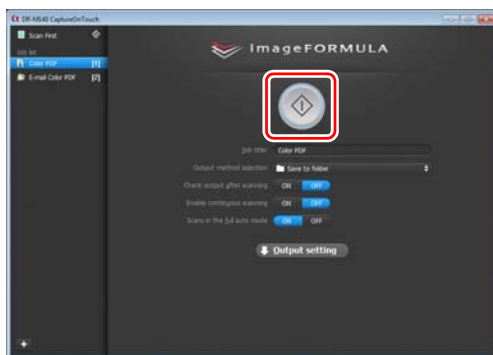 DR-M140 CaptureOnTouch
Scan First
Job list
Color PDF [1]
E-mail Color PDF [2]
imageFORMULA
Job title: Color PDF
Output method selection: Save to folder
Check output after scanning ON OFF
Enable continuous scanning ON OFF
Scans in the full auto mode ON OFF
Output setting